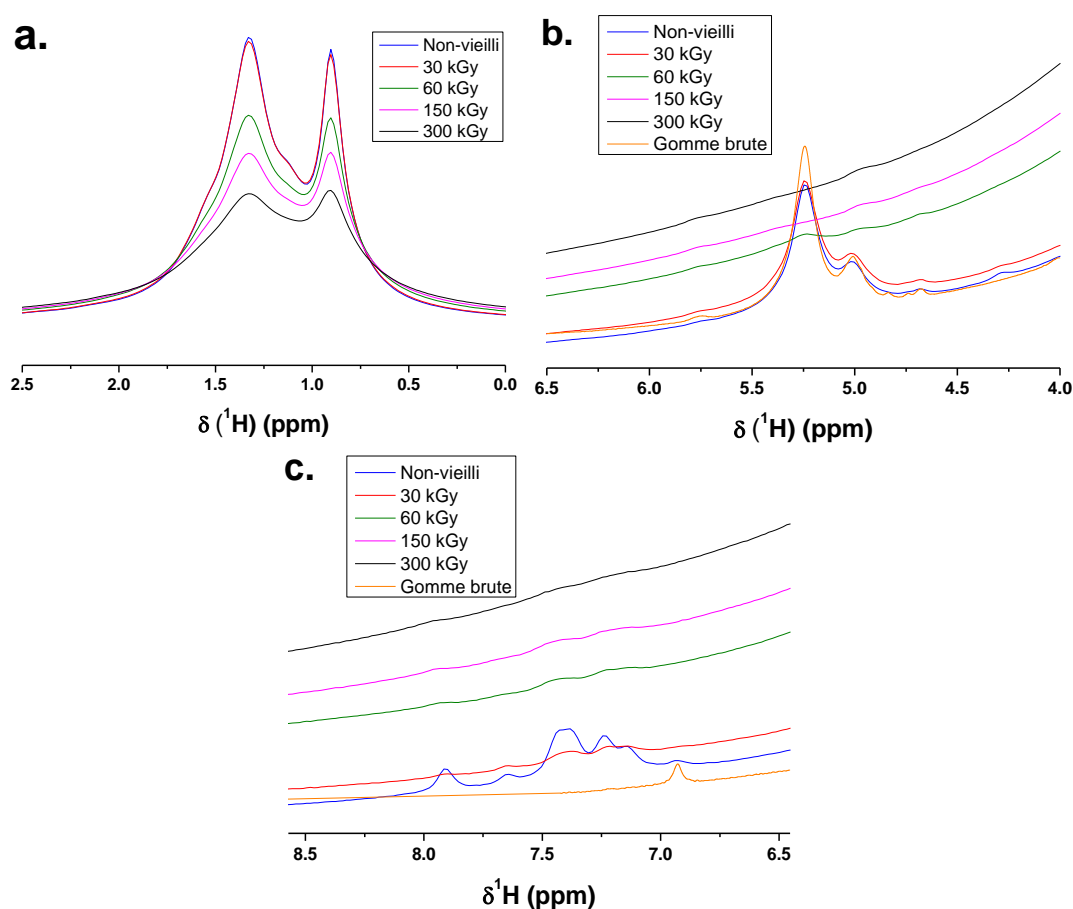 a.
Non-vieilli
30 kGy
60 kGy
150 kGy
300 kGy
2.5 2.0 1.5 1.0 0.5 0.0
δ (¹H) (ppm)
b.
Non-vieilli
30 kGy
60 kGy
150 kGy
300 kGy
Gomme brute
6.5 6.0 5.5 5.0 4.5 4.0
δ (¹H) (ppm)
c.
Non-vieilli
30 kGy
60 kGy
150 kGy
300 kGy
Gomme brute
8.5 8.0 7.5 7.0 6.5
δ¹H (ppm)